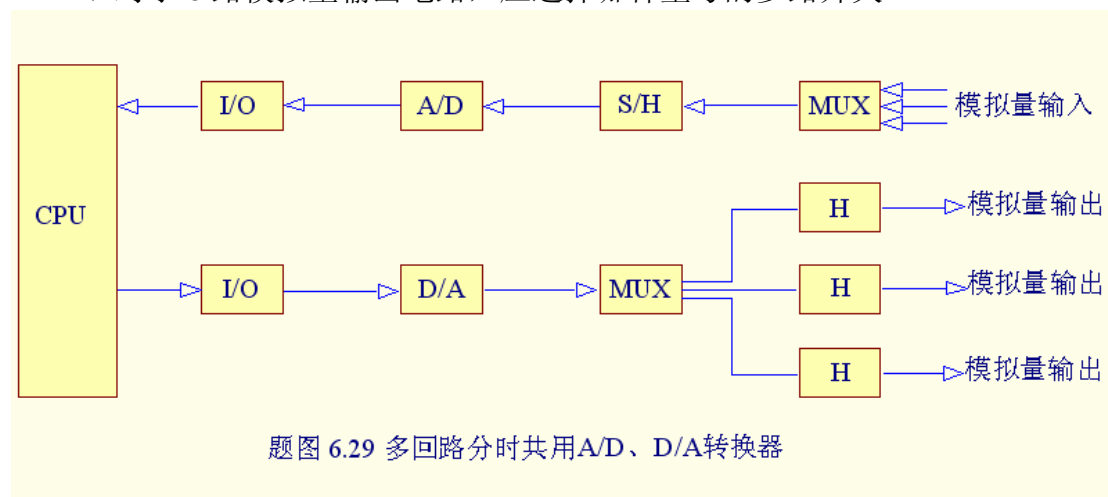 I/O A/D S/H MUX 模拟量输入
CPU
H 模拟量输出
I/O D/A MUX H 模拟量输出
H 模拟量输出
题图 6.29 多回路分时共用A/D、D/A转换器